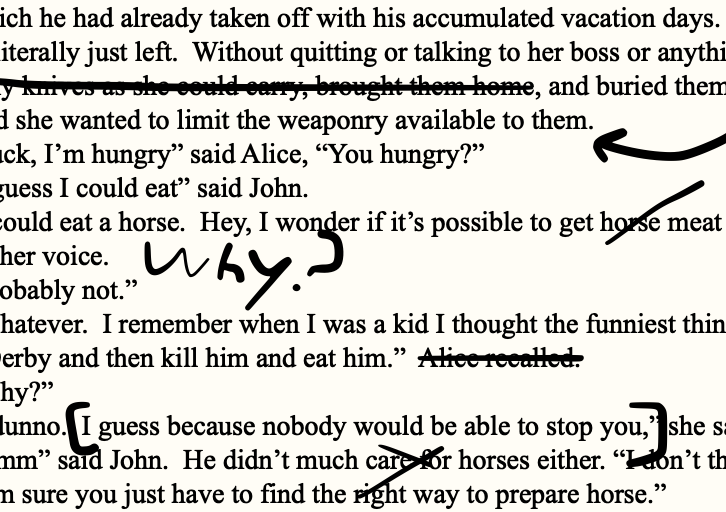 ich he had already taken off with his accumulated vacation days.
literally just left. Without quitting or talking to her boss or anythi
y knives as she could carry, brought them home, and buried them
d she wanted to limit the weaponry available to them.
uck, I’m hungry” said Alice, “You hungry?”
guess I could eat” said John.
could eat a horse. Hey, I wonder if it’s possible to get horse meat
her voice.
Why?
obably not.”
hatever. I remember when I was a kid I thought the funniest thin
Derby and then kill him and eat him.” Alice recalled.
hy?”
dunno. [I guess because nobody would be able to stop you,”] she sa
mm” said John. He didn’t much care for horses either. “I don’t th
m sure you just have to find the right way to prepare horse.”